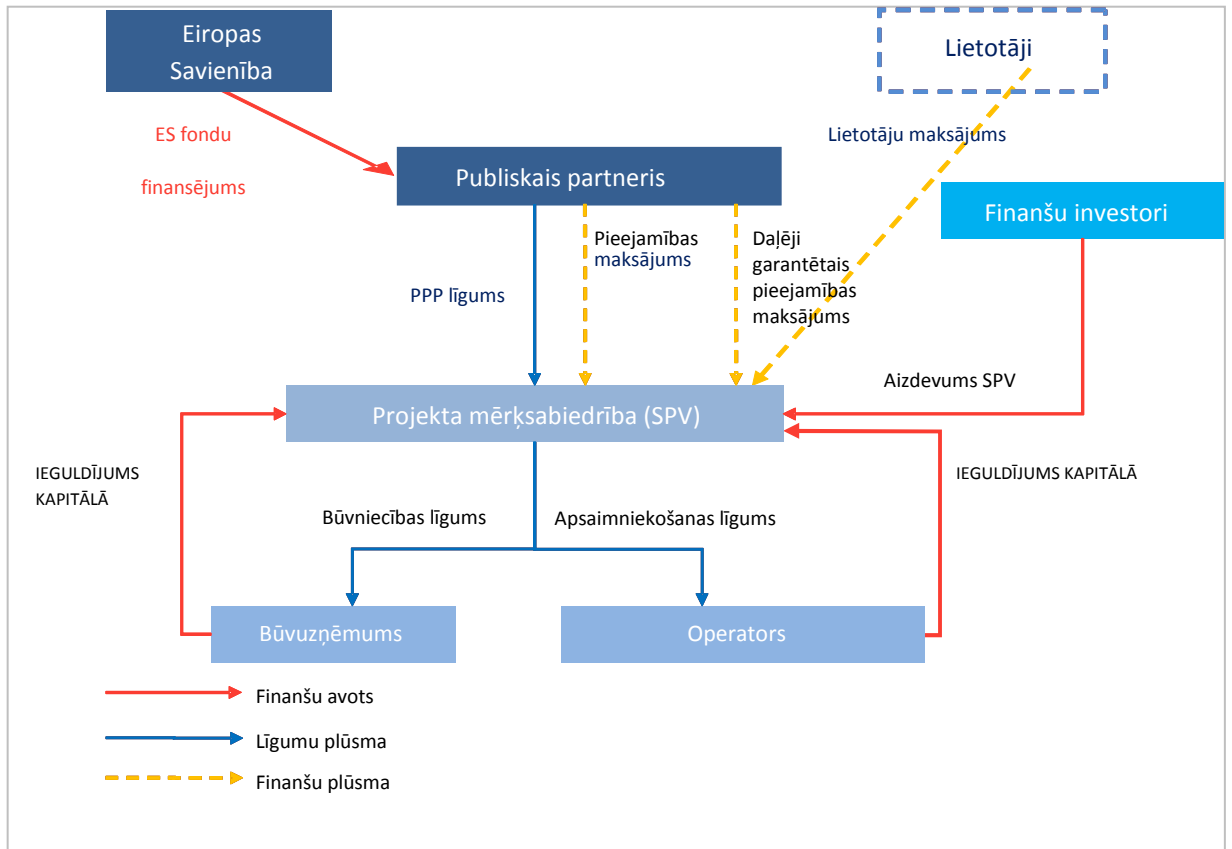 Eiropas
Savienība
Lietotāji
ES fondu
finansējums
Lietotāju maksājums
Publiskais partneris
Finanšu investori
PPP līgums
Pieejamības
maksājums
Daļēji
garantētais
pieejamības
maksājums
Aizdevums SPV
Projekta mērķsabiedrība (SPV)
IEGULDĪJUMS
KAPITĀLĀ
IEGULDĪJUMS KAPITĀLĀ
Būvniecības līgums
Apsaimniekošanas līgums
Būvuzņēmums
Operators
Finanšu avots
Līgumu plūsma
Finanšu plūsma